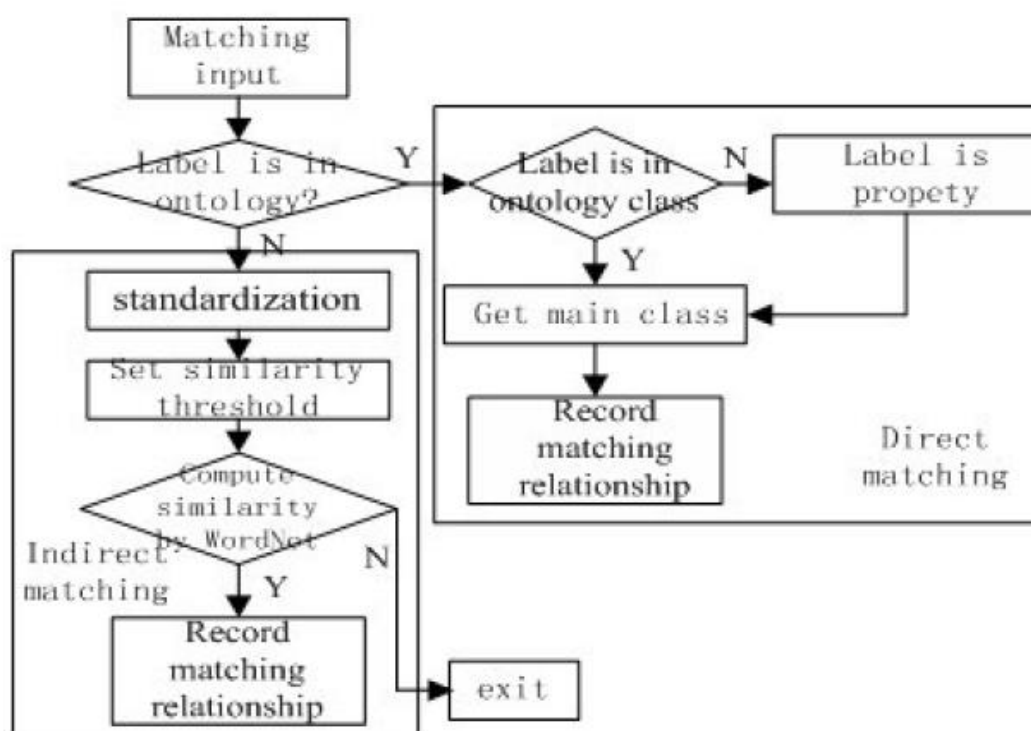 Matching
input
Label is in
ontology?
Y
N
Label is in
ontology class
N
Label is
propety
Y
Get main class
Record
matching
relationship
Direct
matching
standardization
Set similarity
threshold
Compute
similarity
by WordNet
Indirect
matching
N
Y
Record
matching
relationship
exit